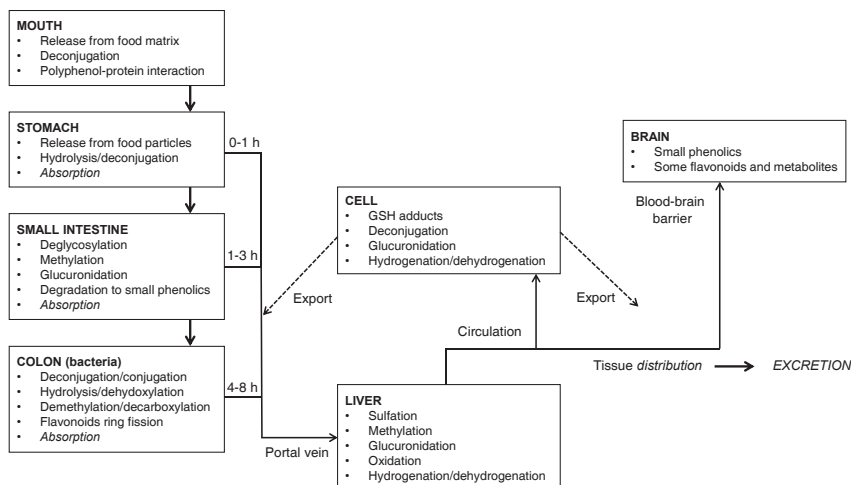 MOUTH
• Release from food matrix
• Deconjugation
• Polyphenol-protein interaction
STOMACH
• Release from food particles
• Hydrolysis/deconjugation
• Absorption
0-1 h
SMALL INTESTINE
• Deglycosylation
• Methylation
• Glucuronidation
• Degradation to small phenolics
• Absorption
1-3 h
COLON (bacteria)
• Deconjugation/conjugation
• Hydrolysis/dehydoxylation
• Demethylation/decarboxylation
• Flavonoids ring fission
• Absorption
4-8 h
Portal vein
LIVER
• Sulfation
• Methylation
• Glucuronidation
• Oxidation
• Hydrogenation/dehydrogenation
CELL
• GSH adducts
• Deconjugation
• Glucuronidation
• Hydrogenation/dehydrogenation
Export
Export
Circulation
BRAIN
• Small phenolics
• Some flavonoids and metabolites
Blood-brain
barrier
Tissue distribution
EXCRETION